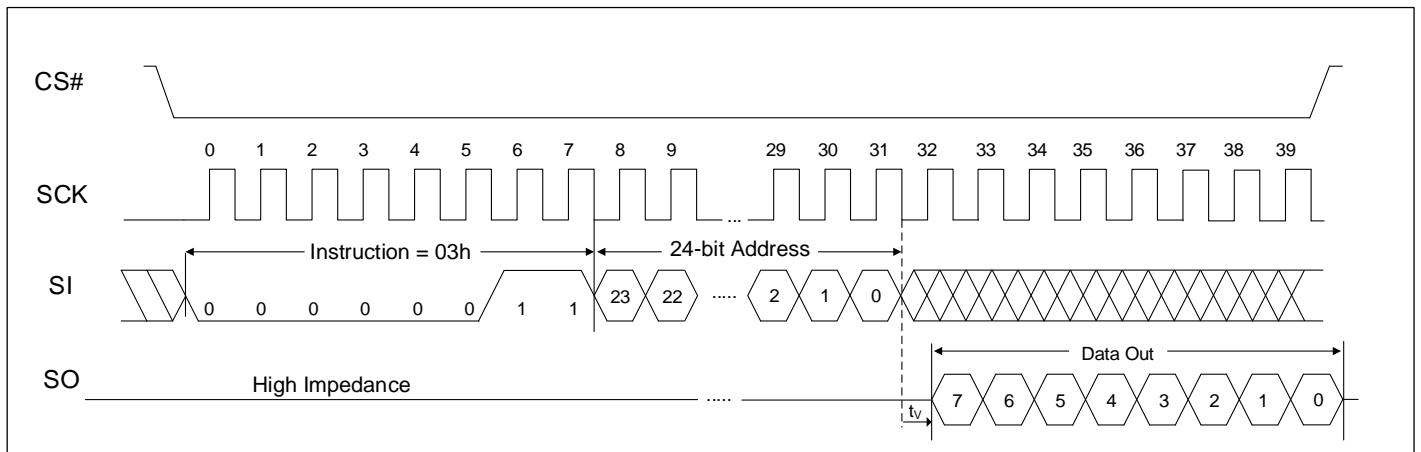 CS#
0 1 2 3 4 5 6 7 8 9 29 30 31 32 33 34 35 36 37 38 39
SCK
...
Instruction = 03h 24-bit Address
SI
0 0 0 0 0 0 1 1 23 22 ..... 2 1 0
Data Out
SO
High Impedance ..... 7 6 5 4 3 2 1 0
tV